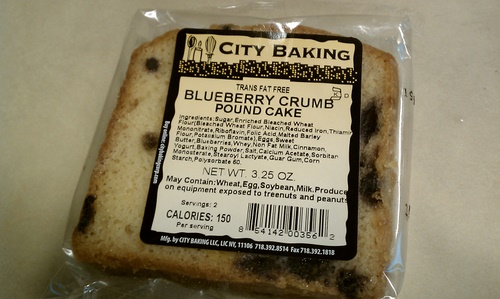 CITY BAKING
TRANS FAT FREE
BLUEBERRY CRUMB
POUND CAKE
Ingredients: Sugar, Enriched Bleached Wheat
Flour(Bleached Wheat Flour, Niacin, Reduced Iron, Thiamin
Mononitrate, Riboflavin, Folic Acid, Malted Barley
Flour, Potassium Bromate), Eggs, Sweet
Butter, Blueberries, Whey, Non Fat Milk, Cinnamon,
Yogurt, Baking Powder, Salt, Calcium Acetate, Sorbitan
Monosterate, Stearoyl Lactyate, Guar Gum, Corn
Starch, Polysorbate 60.
NET WT. 3.25 OZ.
May Contain:Wheat,Egg,Soybean,Milk.Produce
on equipment exposed to treenuts and peanuts
Servings: 2
CALORIES: 150
Per serving
8 54142 00356 2
Mfg. by CITY BAKING LLC, LIC NY, 11106 718.392.8514 Fax 718.392.1818